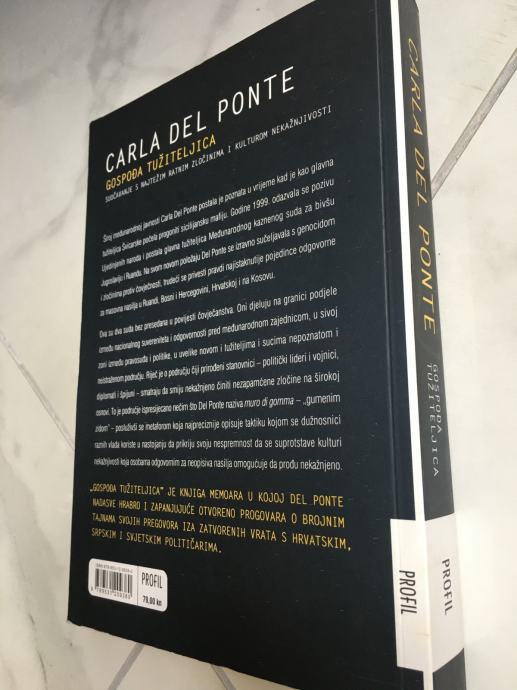 CARLA DEL PONTE
GOSPOĐA TUŽITELJICA
SUOČAVANJE S NAJTEŽIM RATNIM ZLOČINIMA I KULTUROM NEKAŽNJIVOSTI
Široj međunarodnoj javnosti Carla Del Ponte postala je poznata u vrijeme kad je kao glavna
tužiteljica Švicarske počela progoniti sicilijansku mafiju. Godine 1999. odazvala se pozivu
Ujedinjenih naroda i postala glavna tužiteljica Međunarodnog kaznenog suda za bivšu
Jugoslaviju i Ruandu. Na svom novom položaju Del Ponte se izravno sučeljavala s genocidom
i zločinima protiv čovječnosti, trudeći se privesti pravdi najistaknutije pojedince odgovorne
za masovna nasilja u Ruandi, Bosni i Hercegovini, Hrvatskoj i na Kosovu.
Ova su dva suda bez presedana u povijesti čovječanstva. Oni djeluju na granici podjele
između nacionalnog suvereniteta i odgovornosti pred međunarodnom zajednicom, u sivoj
zoni između pravosuđa i politike, u uvelike novom i tužiteljima i sucima nepoznatom i
neistraženom području. Riječ je o području čiji prirođeni stanovnici – politički lideri i vojnici,
diplomati i špijuni – smatraju da smiju nekažnjeno činiti nezapamćene zločine na širokoj
osnovi. To je područje ispresijecano nečim što Del Ponte naziva muro di gomma – „gumenim
zidom” – posluživši se metaforom koja najpreciznije opisuje taktiku kojom se dužnosnici
raznih vlada koriste u nastojanju da prikriju svoju nespremnost da se suprotstave kulturi
nekažnjivosti koja osobama odgovornim za neopisiva nasilja omogućuje da prođu nekažnjeno.
„GOSPOĐA TUŽITELJICA” JE KNJIGA MEMOARA U KOJOJ DEL PONTE
NADASVE HRABRO I ZAPANJUJUĆE OTVORENO PROGOVARA O BROJNIM
TAJNAMA SVOJIH PREGOVORA IZA ZATVORENIH VRATA S HRVATSKIM,
SRPSKIM I SVJETSKIM POLITIČARIMA.
PROFIL
79,00 kn
CARLA DEL PONTE
GOSPOĐA
TUŽITELJICA
PROFIL
PROFIL